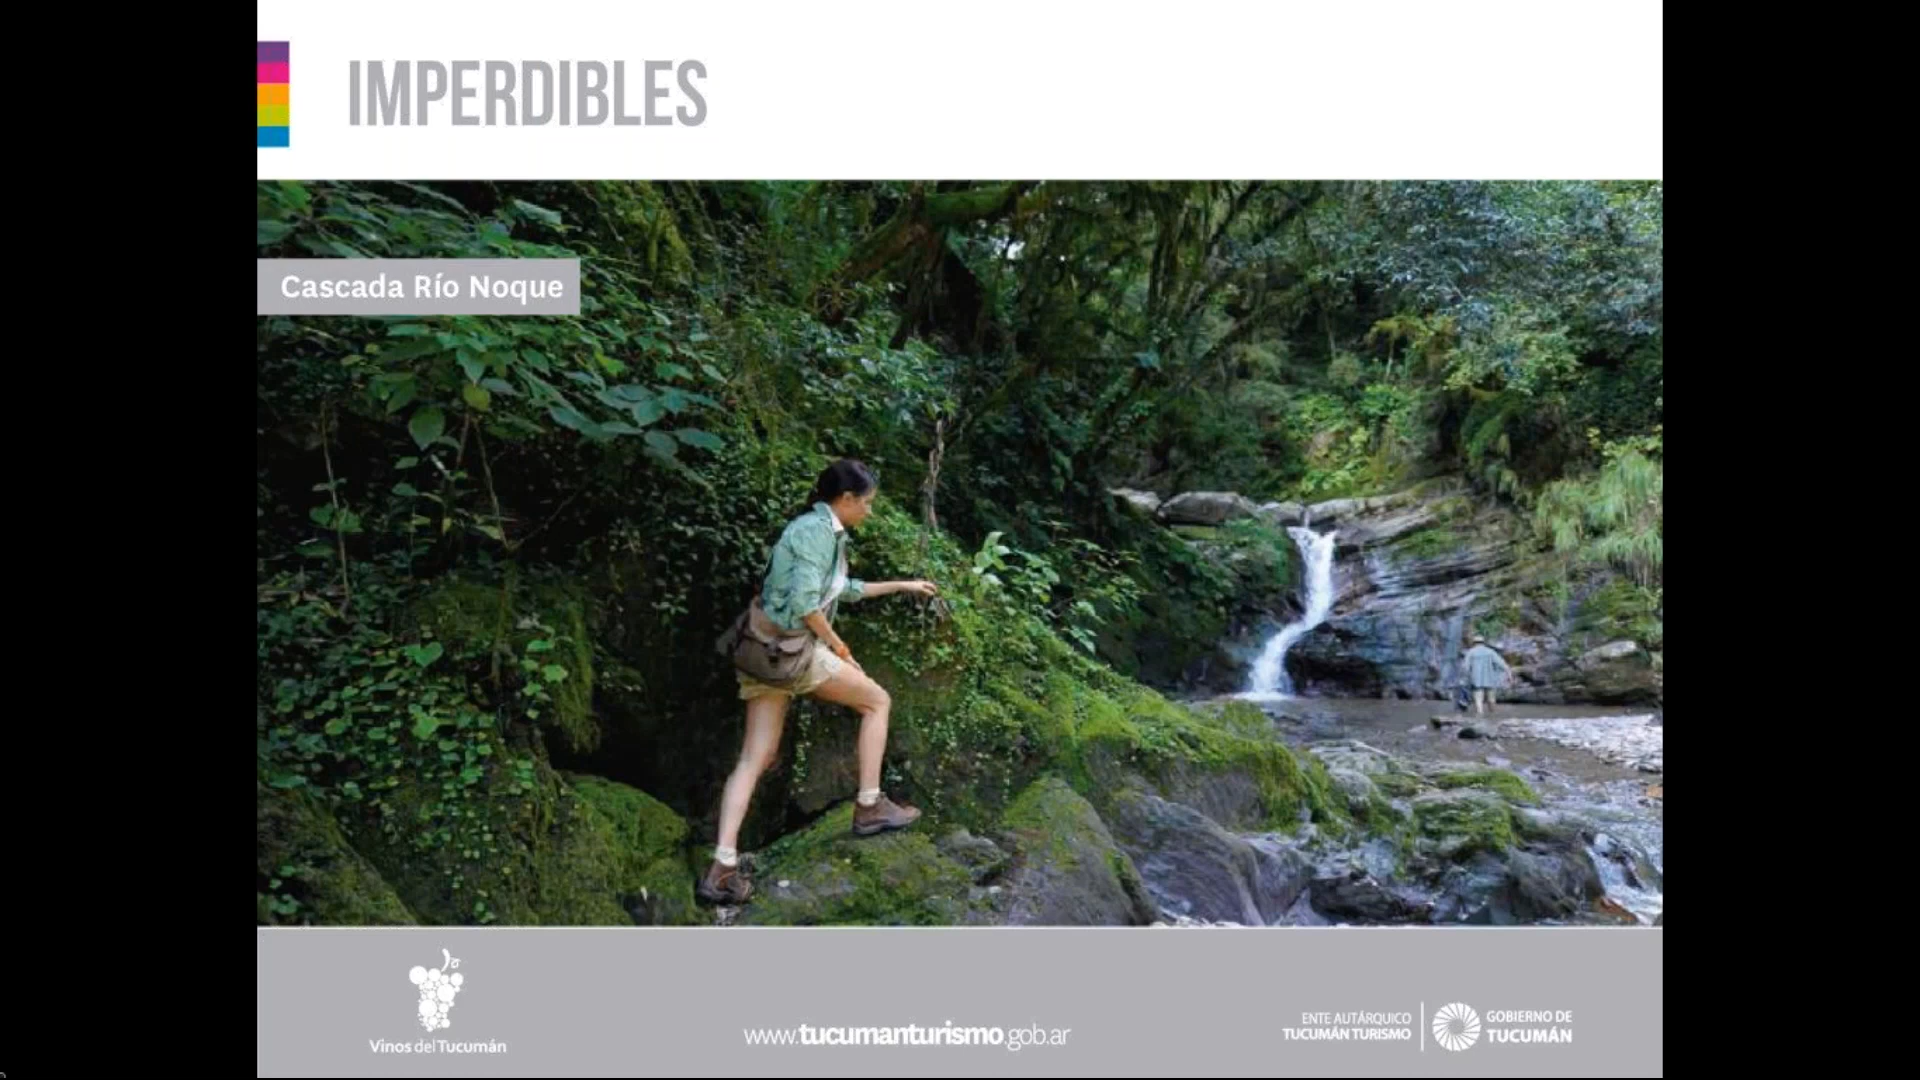 IMPERDIBLES
Cascada Río Noque
Vinos del Tucumán
www.tucumanturismo.gob.ar
ENTE AUTÁRQUICO
TUCUMÁN TURISMO
GOBIERNO DE
TUCUMÁN